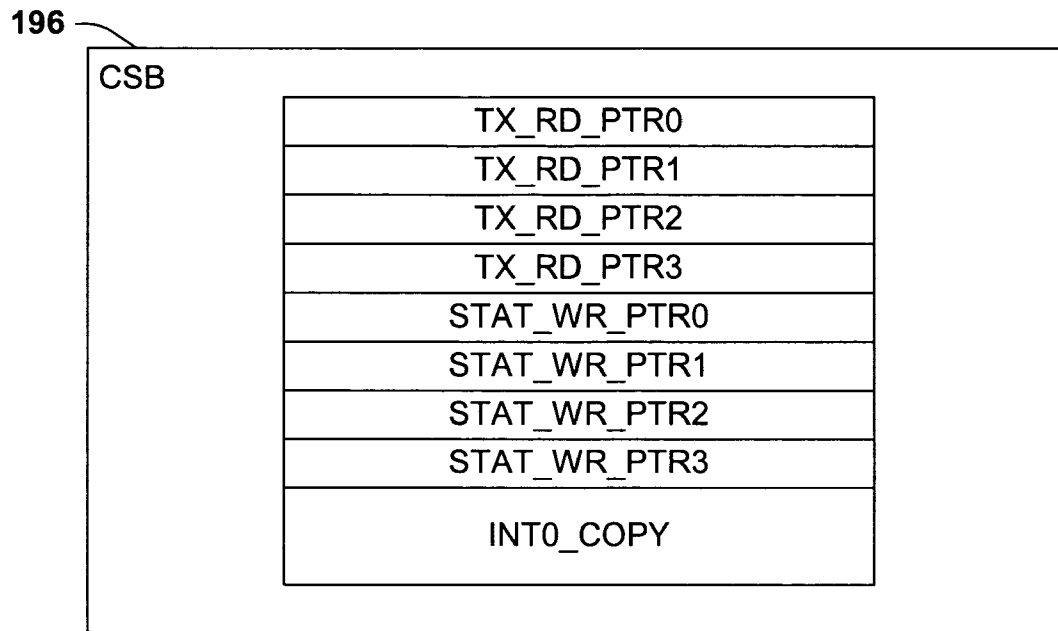 196
CSB
TX_RD_PTR0
TX_RD_PTR1
TX_RD_PTR2
TX_RD_PTR3
STAT_WR_PTR0
STAT_WR_PTR1
STAT_WR_PTR2
STAT_WR_PTR3
INT0_COPY